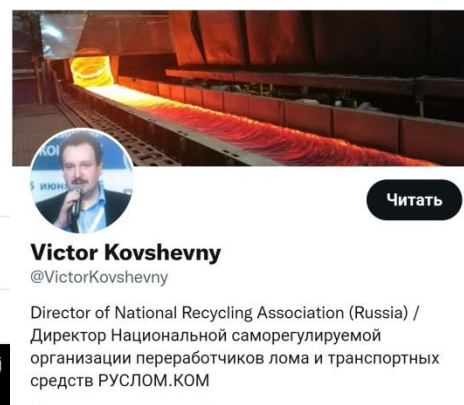 Читать
Victor Kovshevny
@VictorKovshevny
Director of National Recycling Association (Russia) /
Директор Национальной саморегулируемой
организации переработчиков лома и транспортных
средств РУСЛОМ.КОМ